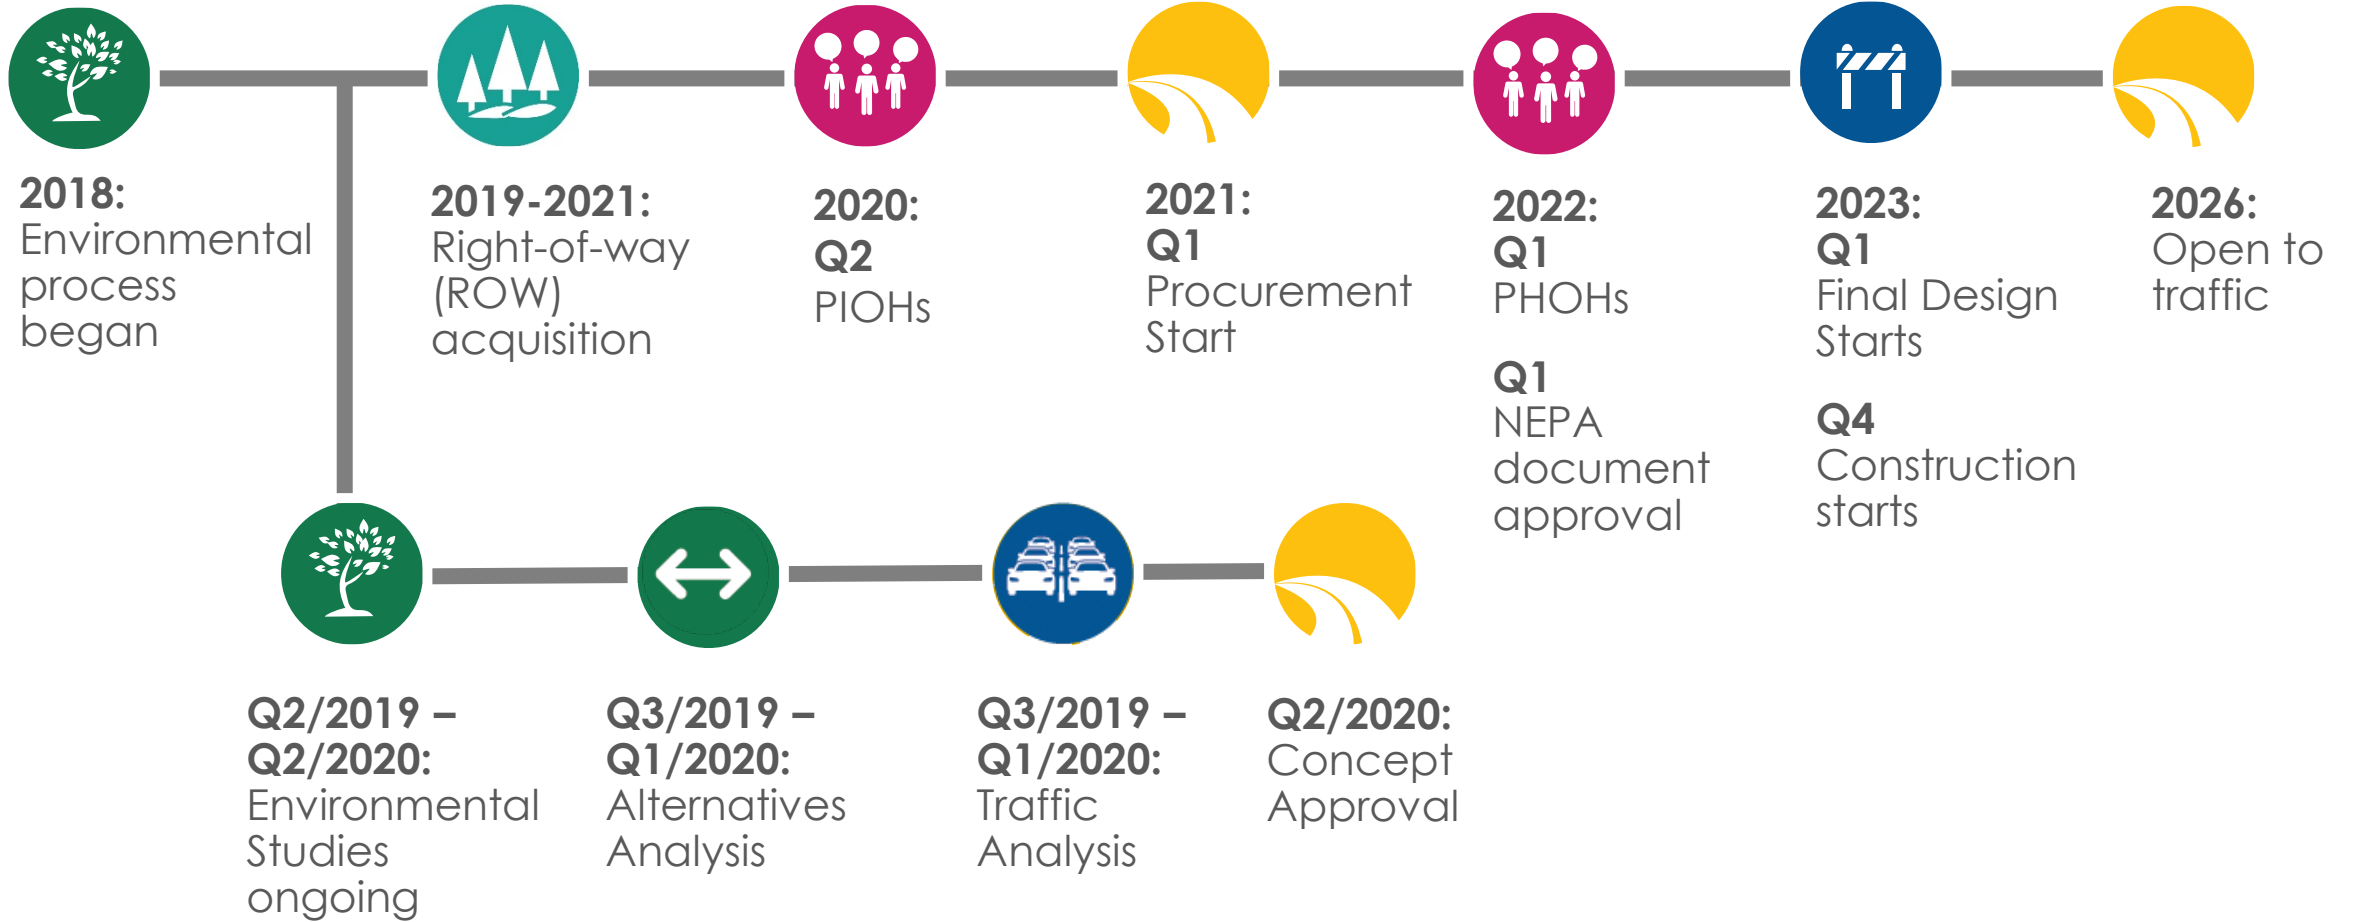 2018:
Environmental
process
began
2019-2021:
Right-of-way
(ROW)
acquisition
2020:
Q2
PIOHs
2021:
Q1
Procurement
Start
2022:
Q1
PHOHs
Q1
NEPA
document
approval
2023:
Q1
Final Design
Starts
Q4
Construction
starts
2026:
Open to
traffic
Q2/2019 –
Q2/2020:
Environmental
Studies
ongoing
Q3/2019 –
Q1/2020:
Alternatives
Analysis
Q3/2019 –
Q1/2020:
Traffic
Analysis
Q2/2020:
Concept
Approval